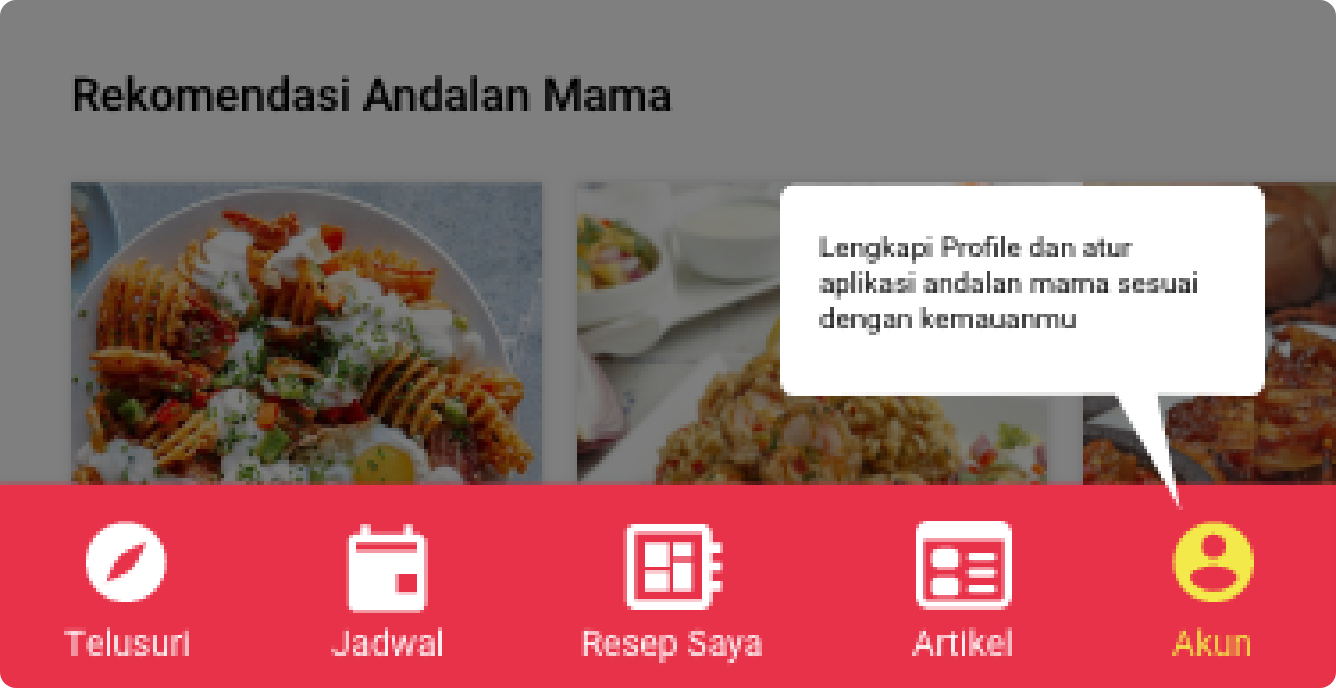 Rekomendasi Andalan Mama
Lengkapi Profile dan atur
aplikasi andalan mama sesuai
dengan kemauanmu
Telusuri
Jadwal
Resep Saya
Artikel
Akun